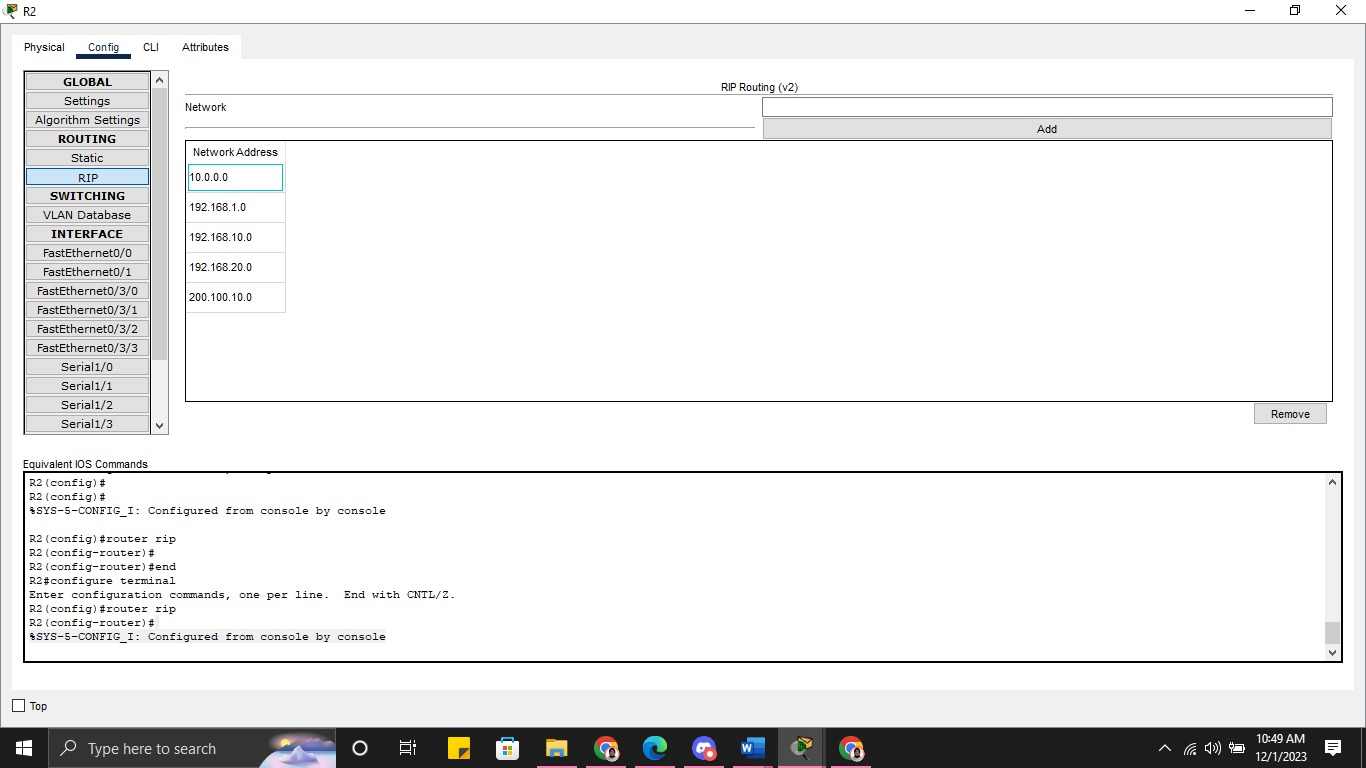 R2
Physical Config CLI Attributes
GLOBAL
Settings
Algorithm Settings
ROUTING
Static
RIP
SWITCHING
VLAN Database
INTERFACE
FastEthernet0/0
FastEthernet0/1
FastEthernet0/3/0
FastEthernet0/3/1
FastEthernet0/3/2
FastEthernet0/3/3
Serial1/0
Serial1/1
Serial1/2
Serial1/3
RIP Routing (v2)
Network
Add
Network Address
10.0.0.0
192.168.1.0
192.168.10.0
192.168.20.0
200.100.10.0
Remove
Equivalent IOS Commands
R2(config)#
R2(config)#
%SYS-5-CONFIG_I: Configured from console by console
R2(config)#router rip
R2(config-router)#
R2(config-router)#end
R2#configure terminal
Enter configuration commands, one per line. End with CNTL/Z.
R2(config)#router rip
R2(config-router)#
%SYS-5-CONFIG_I: Configured from console by console
Top
Type here to search
10:49 AM
12/1/2023